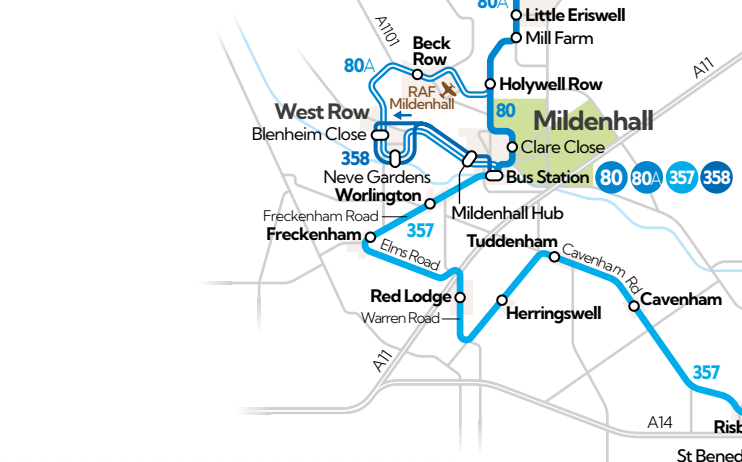 80A
Little Eriswell
A1101
Mill Farm
Beck
Row
80A
A11
Holywell Row
RAF
Mildenhall
80
West Row
Mildenhall
Blenheim Close
Clare Close
358
Neve Gardens
Bus Station
80 80A 357 358
Worlington
Freckenham Road
Mildenhall Hub
357
Freckenham
Tuddenham
Elms Road
Cavenham Rd
Red Lodge
Cavenham
Herringswell
Warren Road
A11
357
A14
Risb
St Bened